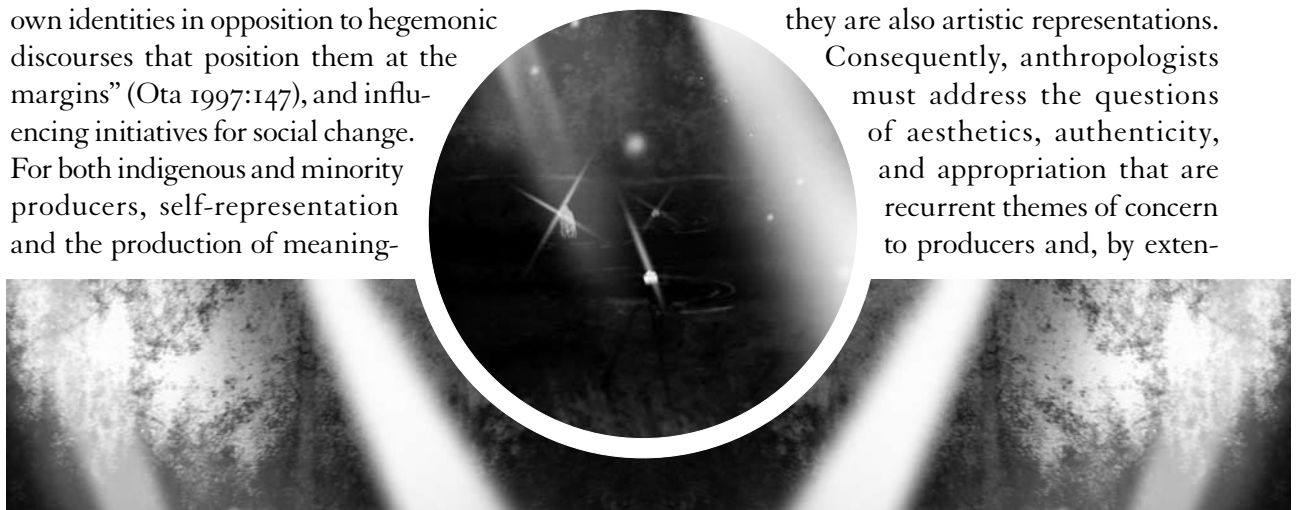 own identities in opposition to hegemonic
discourses that position them at the
margins” (Ota 1997:147), and influ-
encing initiatives for social change.
For both indigenous and minority
producers, self-representation
and the production of meaning-
they are also artistic representations.
Consequently, anthropologists
must address the questions
of aesthetics, authenticity,
and appropriation that are
recurrent themes of concern
to producers and, by exten-